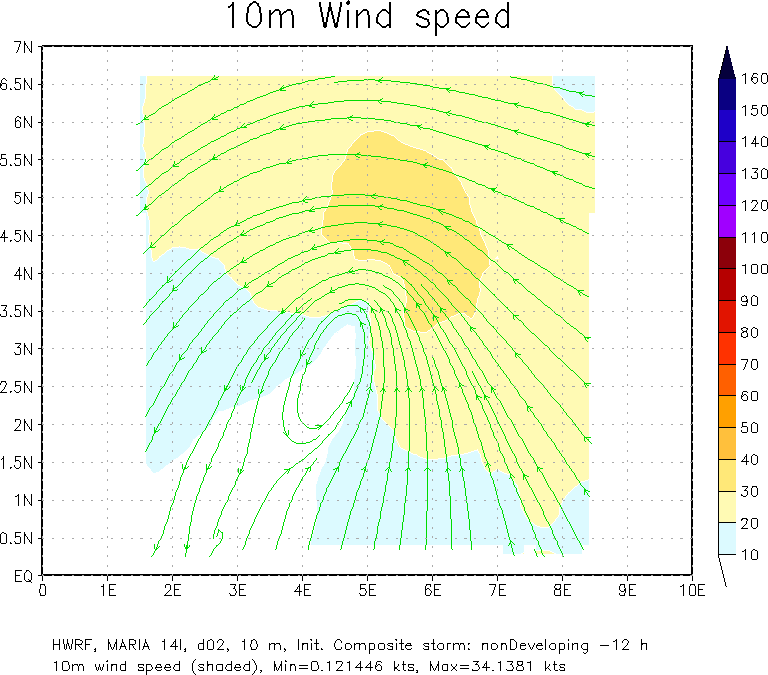 10m Wind speed
7N
6.5N
6N
5.5N
5N
4.5N
4N
3.5N
3N
2.5N
2N
1.5N
1N
0.5N
EQ
0 1E 2E 3E 4E 5E 6E 7E 8E 9E 10E
160
150
140
130
120
110
100
90
80
70
60
50
40
30
20
10
HWRF, MARIA 14l, d02, 10 m, Init. Composite storm: nonDeveloping −12 h
10m wind speed (shaded), Min=0.121446 kts, Max=34.1381 kts